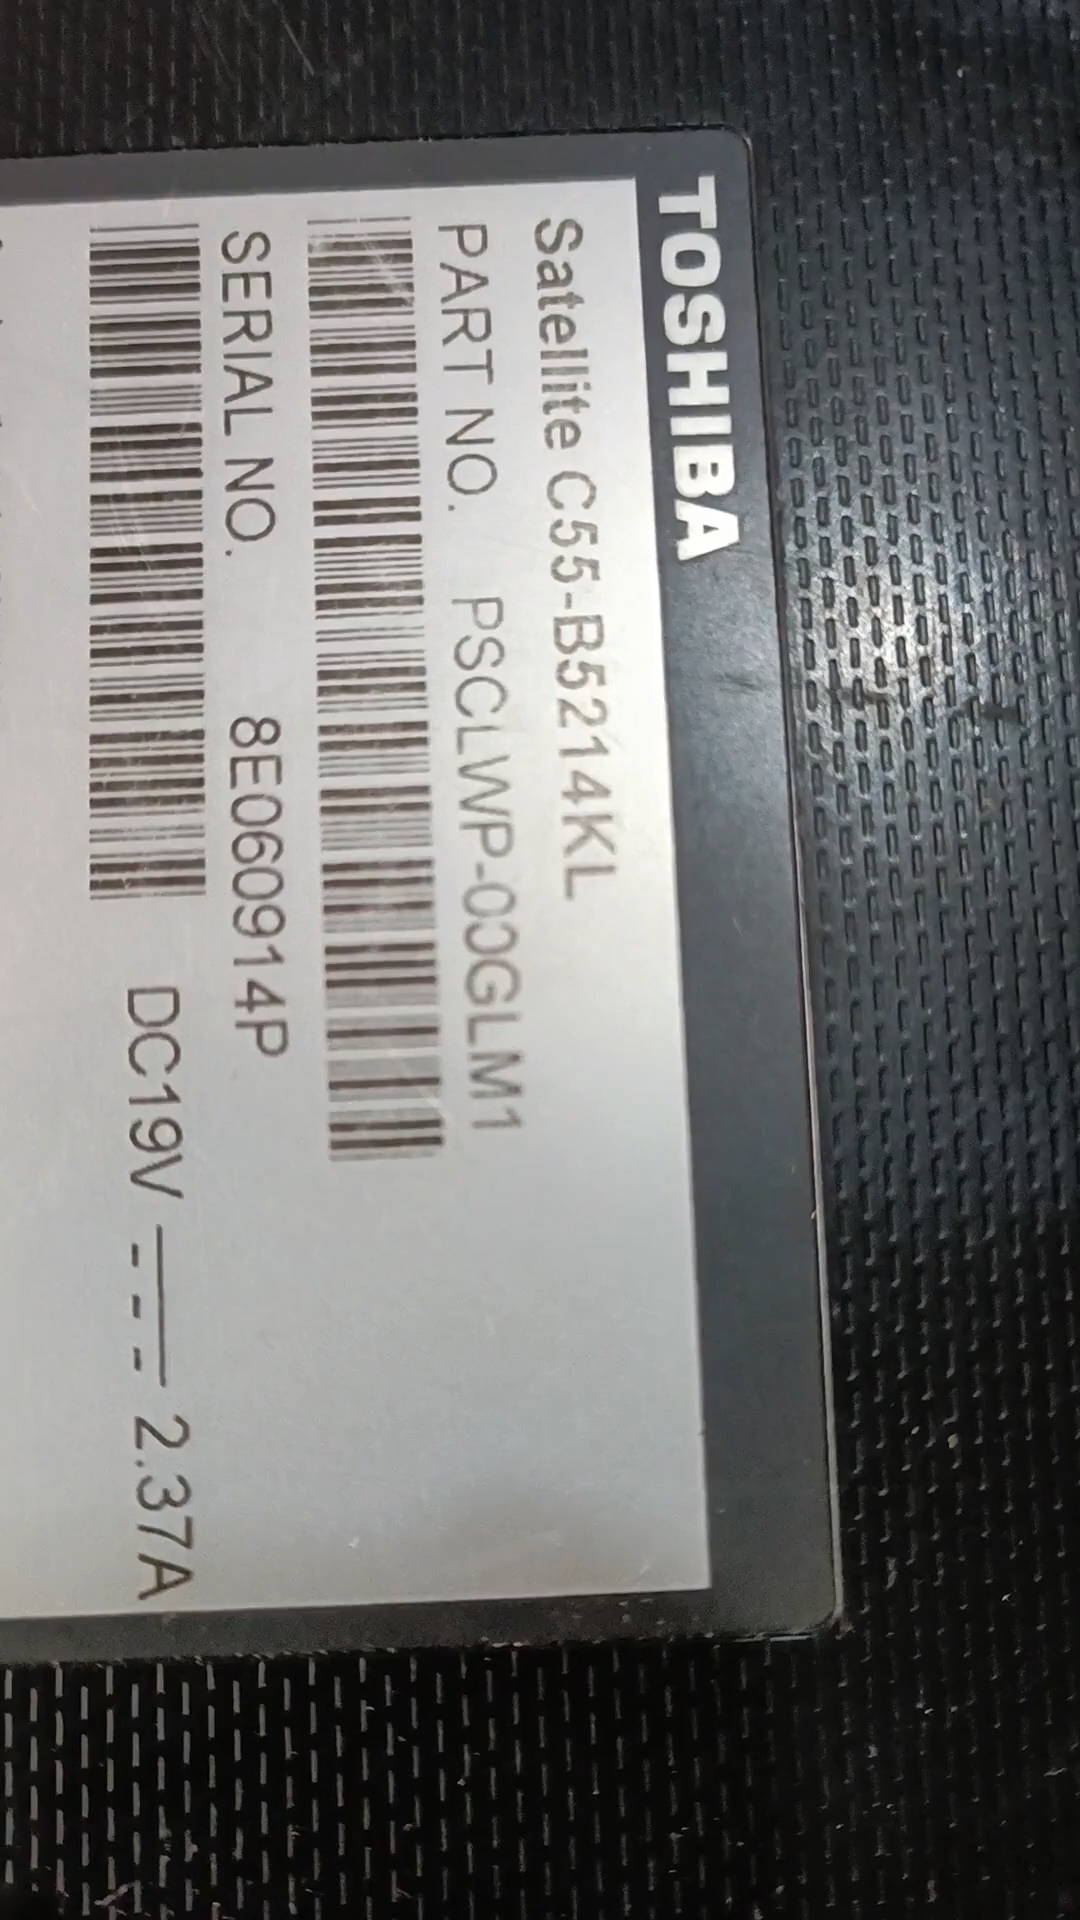 TOSHIBA
Satellite C55-B5214KL
PART NO. PSCLWP-00GLM1
SERIAL NO. 8E060914P
DC19V 2.37A